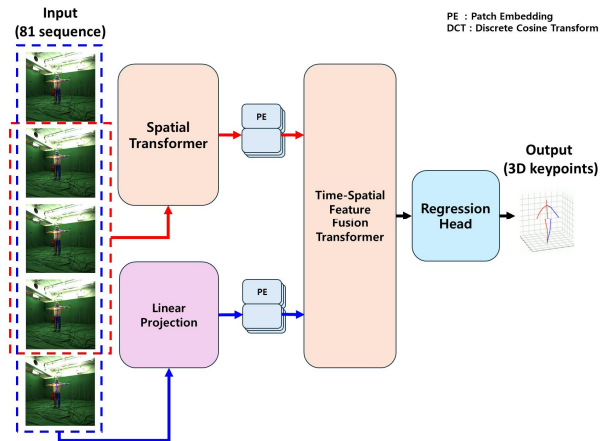 Input
(81 sequence)
PE : Patch Embedding
DCT : Discrete Cosine Transform
Spatial
Transformer
PE
Time-Spatial
Feature
Fusion
Transformer
Regression
Head
Output
(3D keypoints)
Linear
Projection
PE